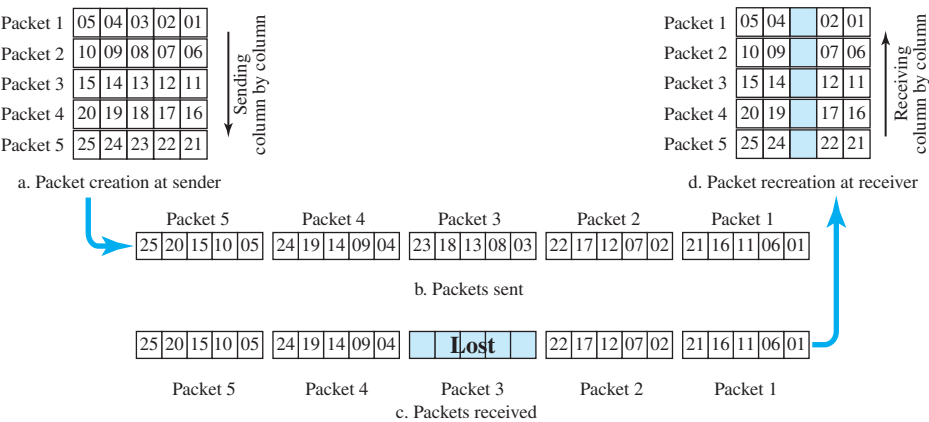 Packet 1 05 04 03 02 01
Packet 2 10 09 08 07 06
Packet 3 15 14 13 12 11
Packet 4 20 19 18 17 16
Packet 5 25 24 23 22 21
Sending
column by column
a. Packet creation at sender
Packet 1 05 04 02 01
Packet 2 10 09 07 06
Packet 3 15 14 12 11
Packet 4 20 19 17 16
Packet 5 25 24 22 21
Receiving
column by column
d. Packet recreation at receiver
Packet 5 Packet 4 Packet 3 Packet 2 Packet 1
25 20 15 10 05 24 19 14 09 04 23 18 13 08 03 22 17 12 07 02 21 16 11 06 01
b. Packets sent
25 20 15 10 05 24 19 14 09 04 Lost 22 17 12 07 02 21 16 11 06 01
Packet 5 Packet 4 Packet 3 Packet 2 Packet 1
c. Packets received